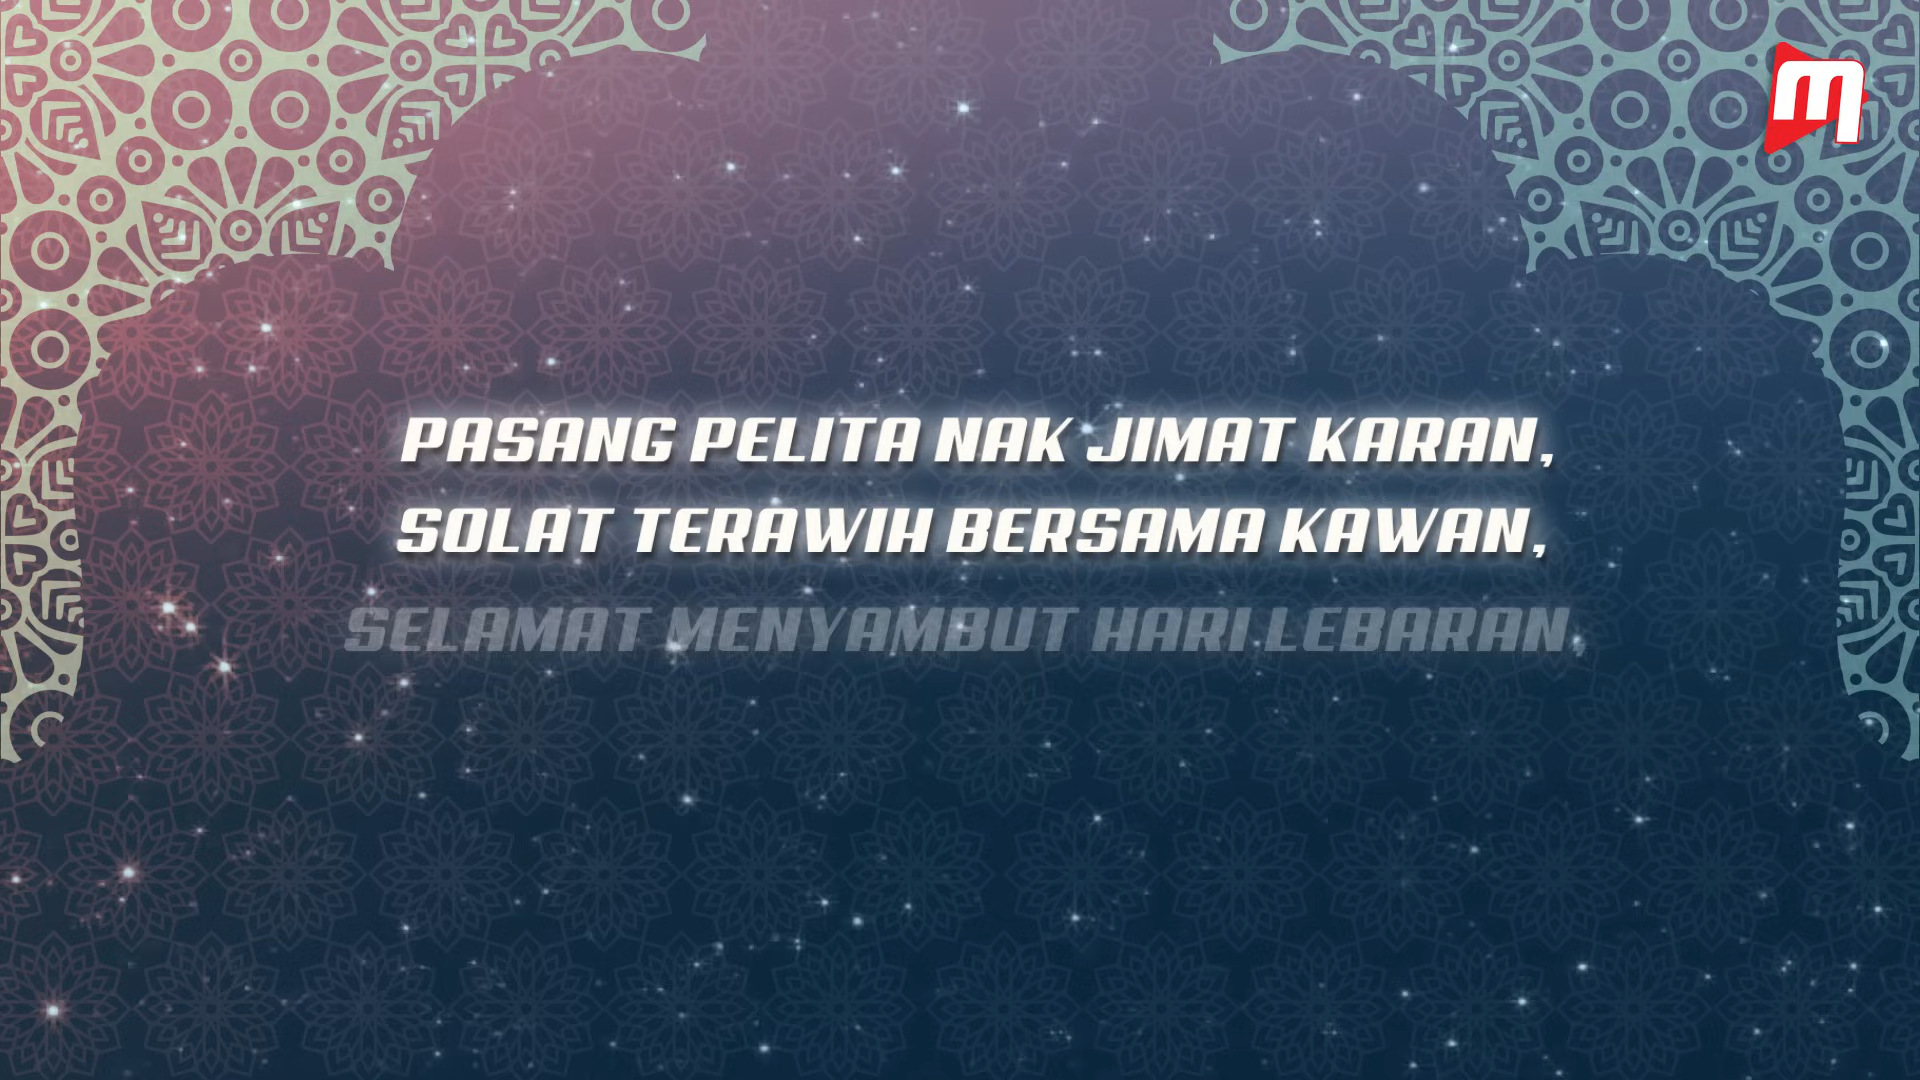 PASANG PELITA NAK JIMAT KARAN,
SOLAT TERAWIH BERSAMA KAWAN,
SELAMAT MENYAMBUT HARI LEBARAN,